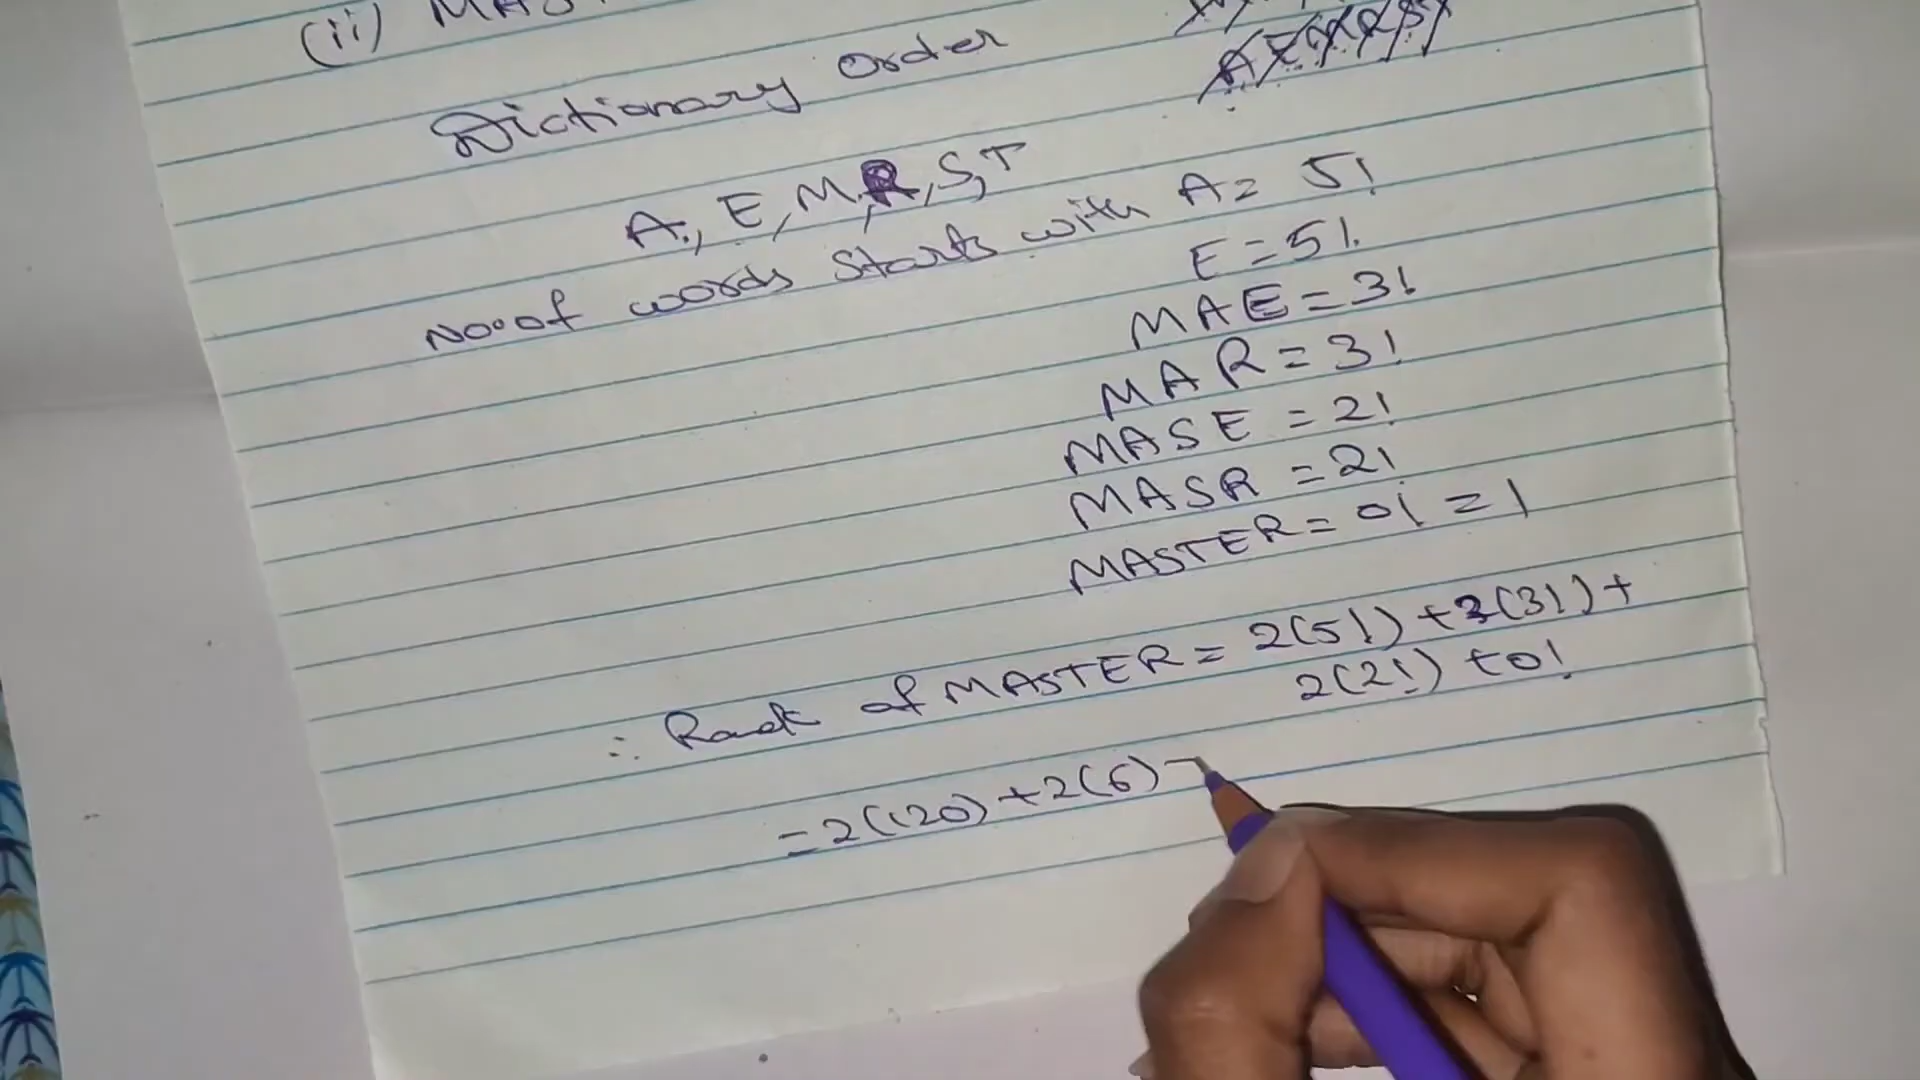 (ii) MAS
Dictionary Order
A, E, M, R, S, T
No. of words starts with A = 5!
E = 5!
MAE = 3!
MAR = 3!
MASE = 2!
MASR = 2!
MASTER = 0! = 1
∴ Rank of MASTER = 2(5!) + 2(3!) +
2(2!) + 0!
= 2(120) + 2(6)